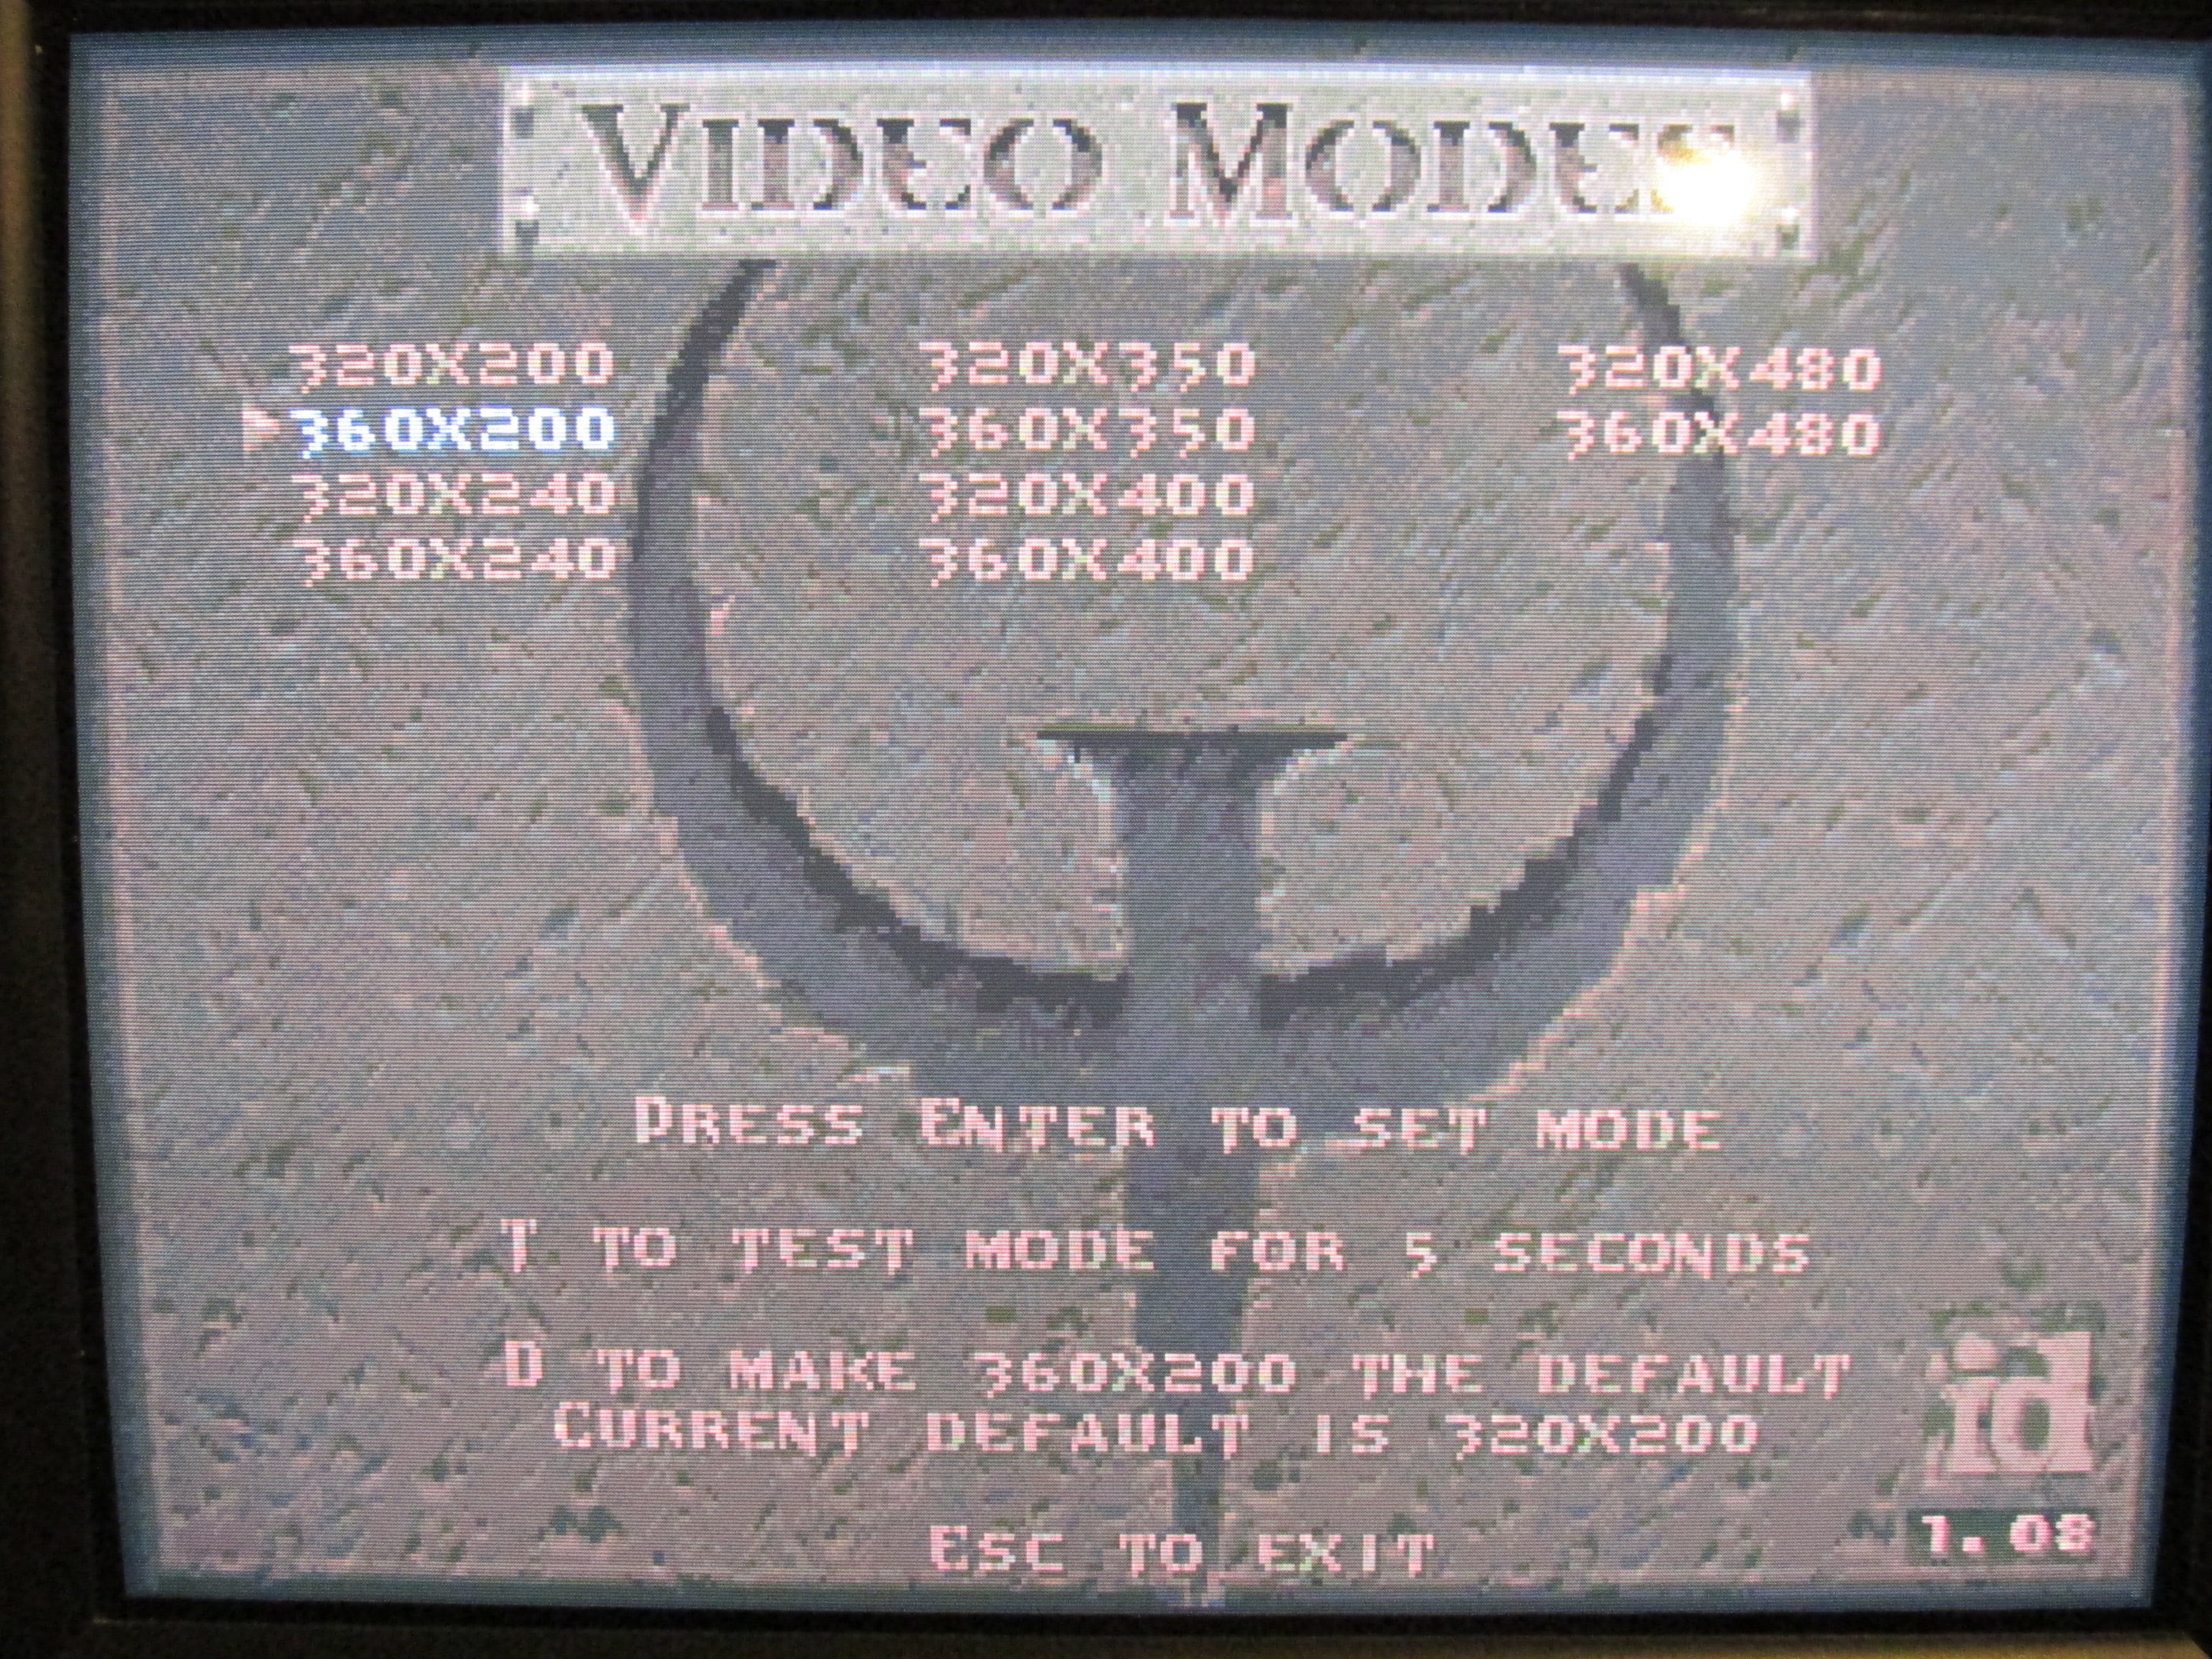 VIDEO MODES
320X200 320X350 320X480
360X200 360X350 360X480
320X240 320X400
360X240 360X400
PRESS ENTER TO SET MODE
T TO TEST MODE FOR 5 SECONDS
D TO MAKE 360X200 THE DEFAULT
CURRENT DEFAULT IS 320X200
id
ESC TO EXIT
1.08